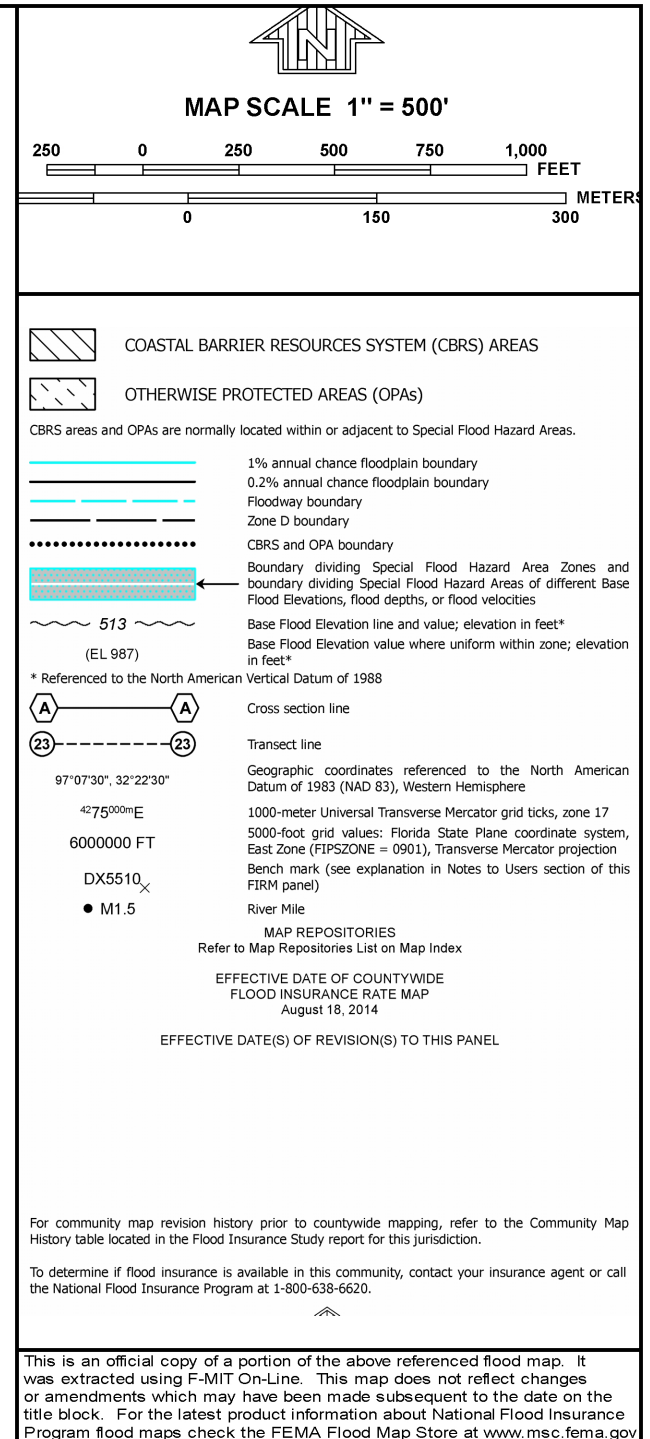 N
MAP SCALE 1" = 500'
250 0 250 500 750 1,000
FEET
METERS
0 150 300
COASTAL BARRIER RESOURCES SYSTEM (CBRS) AREAS
OTHERWISE PROTECTED AREAS (OPAs)
CBRS areas and OPAs are normally located within or adjacent to Special Flood Hazard Areas.
1% annual chance floodplain boundary
0.2% annual chance floodplain boundary
Floodway boundary
Zone D boundary
CBRS and OPA boundary
Boundary dividing Special Flood Hazard Area Zones and
boundary dividing Special Flood Hazard Areas of different Base
Flood Elevations, flood depths, or flood velocities
513 Base Flood Elevation line and value; elevation in feet*
(EL 987) Base Flood Elevation value where uniform within zone; elevation
in feet*
* Referenced to the North American Vertical Datum of 1988
A A Cross section line
23 23 Transect line
97°07'30", 32°22'30" Geographic coordinates referenced to the North American
Datum of 1983 (NAD 83), Western Hemisphere
4275000mE 1000-meter Universal Transverse Mercator grid ticks, zone 17
6000000 FT 5000-foot grid values: Florida State Plane coordinate system,
East Zone (FIPSZONE = 0901), Transverse Mercator projection
DX5510 Bench mark (see explanation in Notes to Users section of this
FIRM panel)
● M1.5 River Mile
MAP REPOSITORIES
Refer to Map Repositories List on Map Index
EFFECTIVE DATE OF COUNTYWIDE
FLOOD INSURANCE RATE MAP
August 18, 2014
EFFECTIVE DATE(S) OF REVISION(S) TO THIS PANEL
For community map revision history prior to countywide mapping, refer to the Community Map
History table located in the Flood Insurance Study report for this jurisdiction.
To determine if flood insurance is available in this community, contact your insurance agent or call
the National Flood Insurance Program at 1-800-638-6620.
This is an official copy of a portion of the above referenced flood map. It
was extracted using F-MIT On-Line. This map does not reflect changes
or amendments which may have been made subsequent to the date on the
title block. For the latest product information about National Flood Insurance
Program flood maps check the FEMA Flood Map Store at www.msc.fema.gov